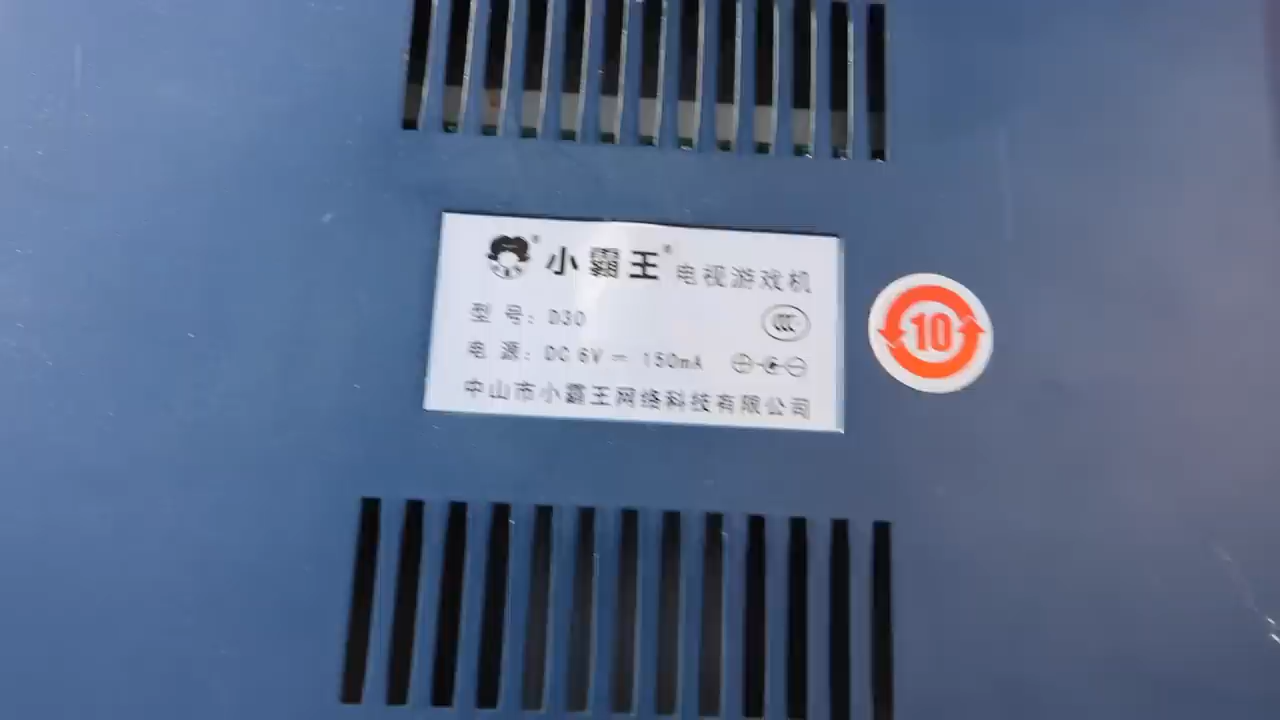 小霸王® 电视游戏机
型 号: D30
CCC
电 源: DC 6V ⎓ 150mA
中山市小霸王网络科技有限公司
10